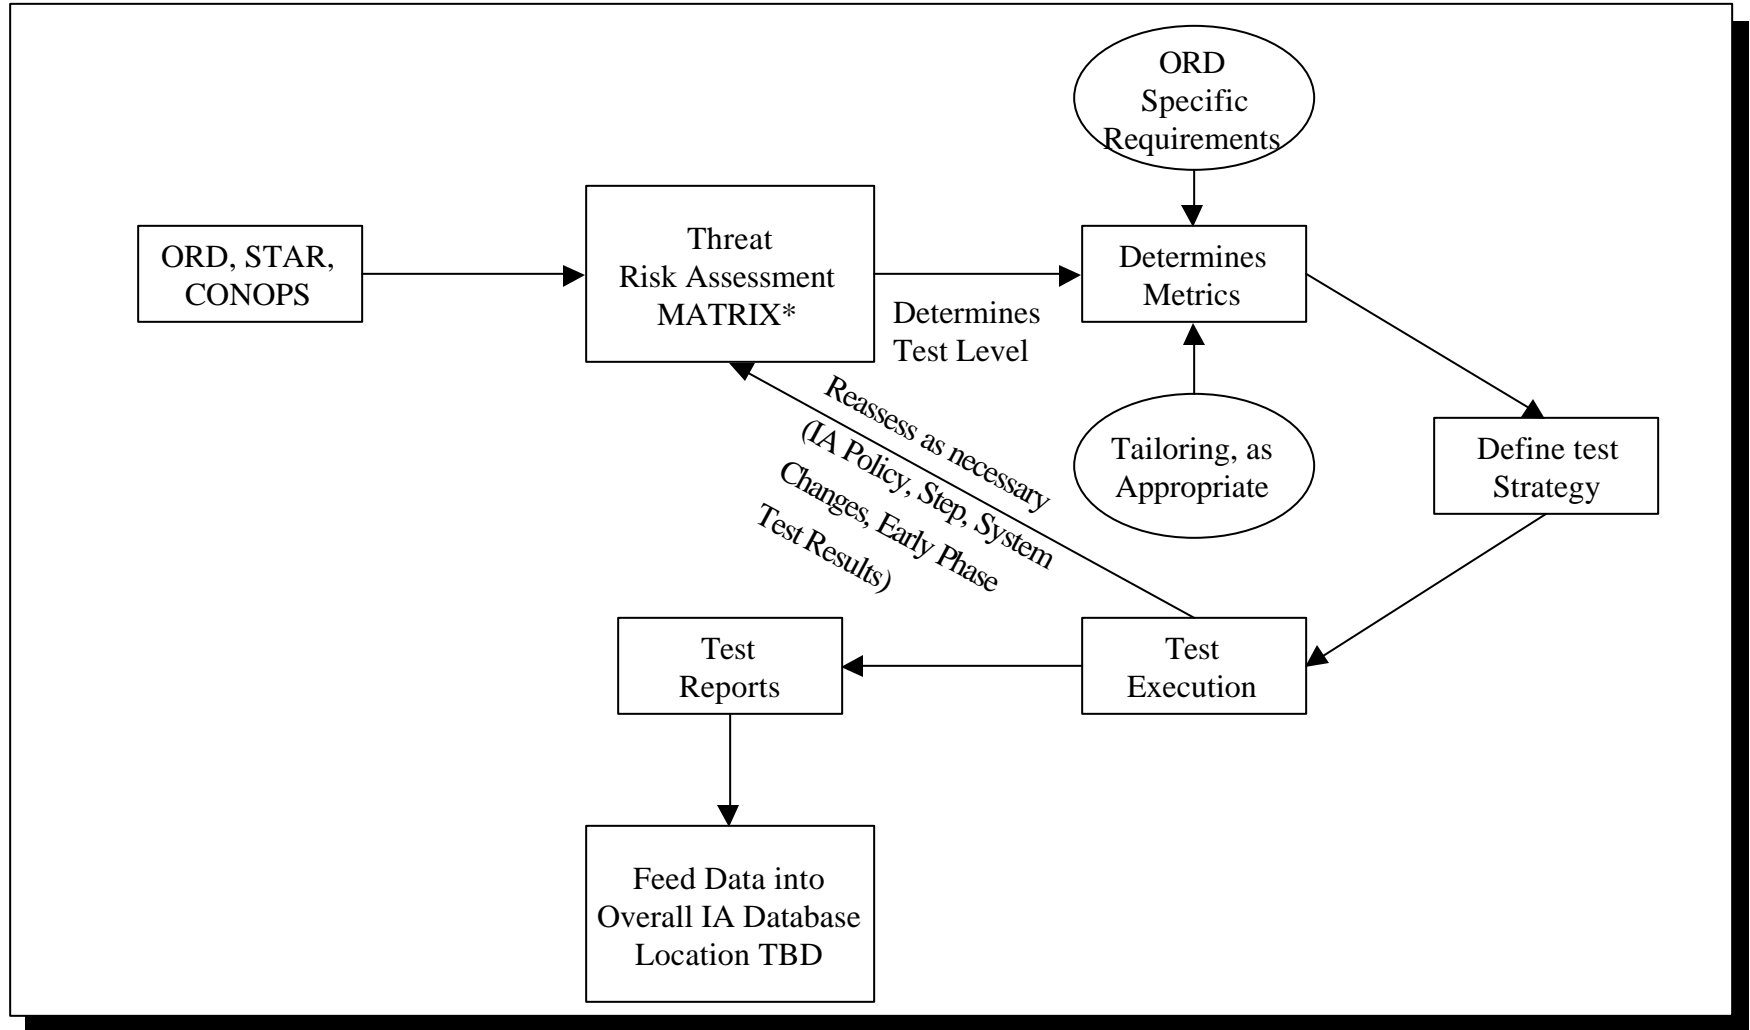 ORD
Specific
Requirements
ORD, STAR,
CONOPS
Threat
Risk Assessment
MATRIX*
Determines
Test Level
Determines
Metrics
Tailoring, as
Appropriate
Define test
Strategy
Reassess as necessary
(IA Policy, Step, System
Changes, Early Phase
Test Results)
Test
Execution
Test
Reports
Feed Data into
Overall IA Database
Location TBD